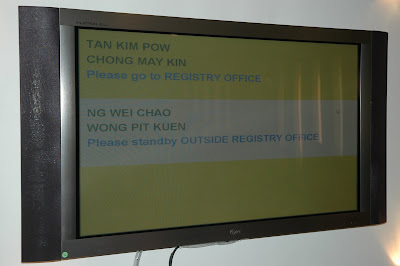 TAN KIM POW
CHONG MAY KIN
Please go to REGISTRY OFFICE
NG WEI CHAO
WONG PIT KUEN
Please standby OUTSIDE REGISTRY OFFICE